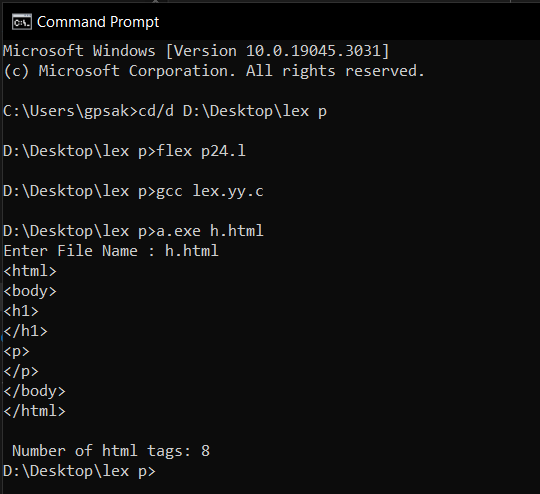 Command Prompt
Microsoft Windows [Version 10.0.19045.3031]
(c) Microsoft Corporation. All rights reserved.
C:\Users\gpsak>cd/d D:\Desktop\lex p
D:\Desktop\lex p>flex p24.l
D:\Desktop\lex p>gcc lex.yy.c
D:\Desktop\lex p>a.exe h.html
Enter File Name : h.html
<html>
<body>
<h1>
</h1>
<p>
</p>
</body>
</html>
Number of html tags: 8
D:\Desktop\lex p>